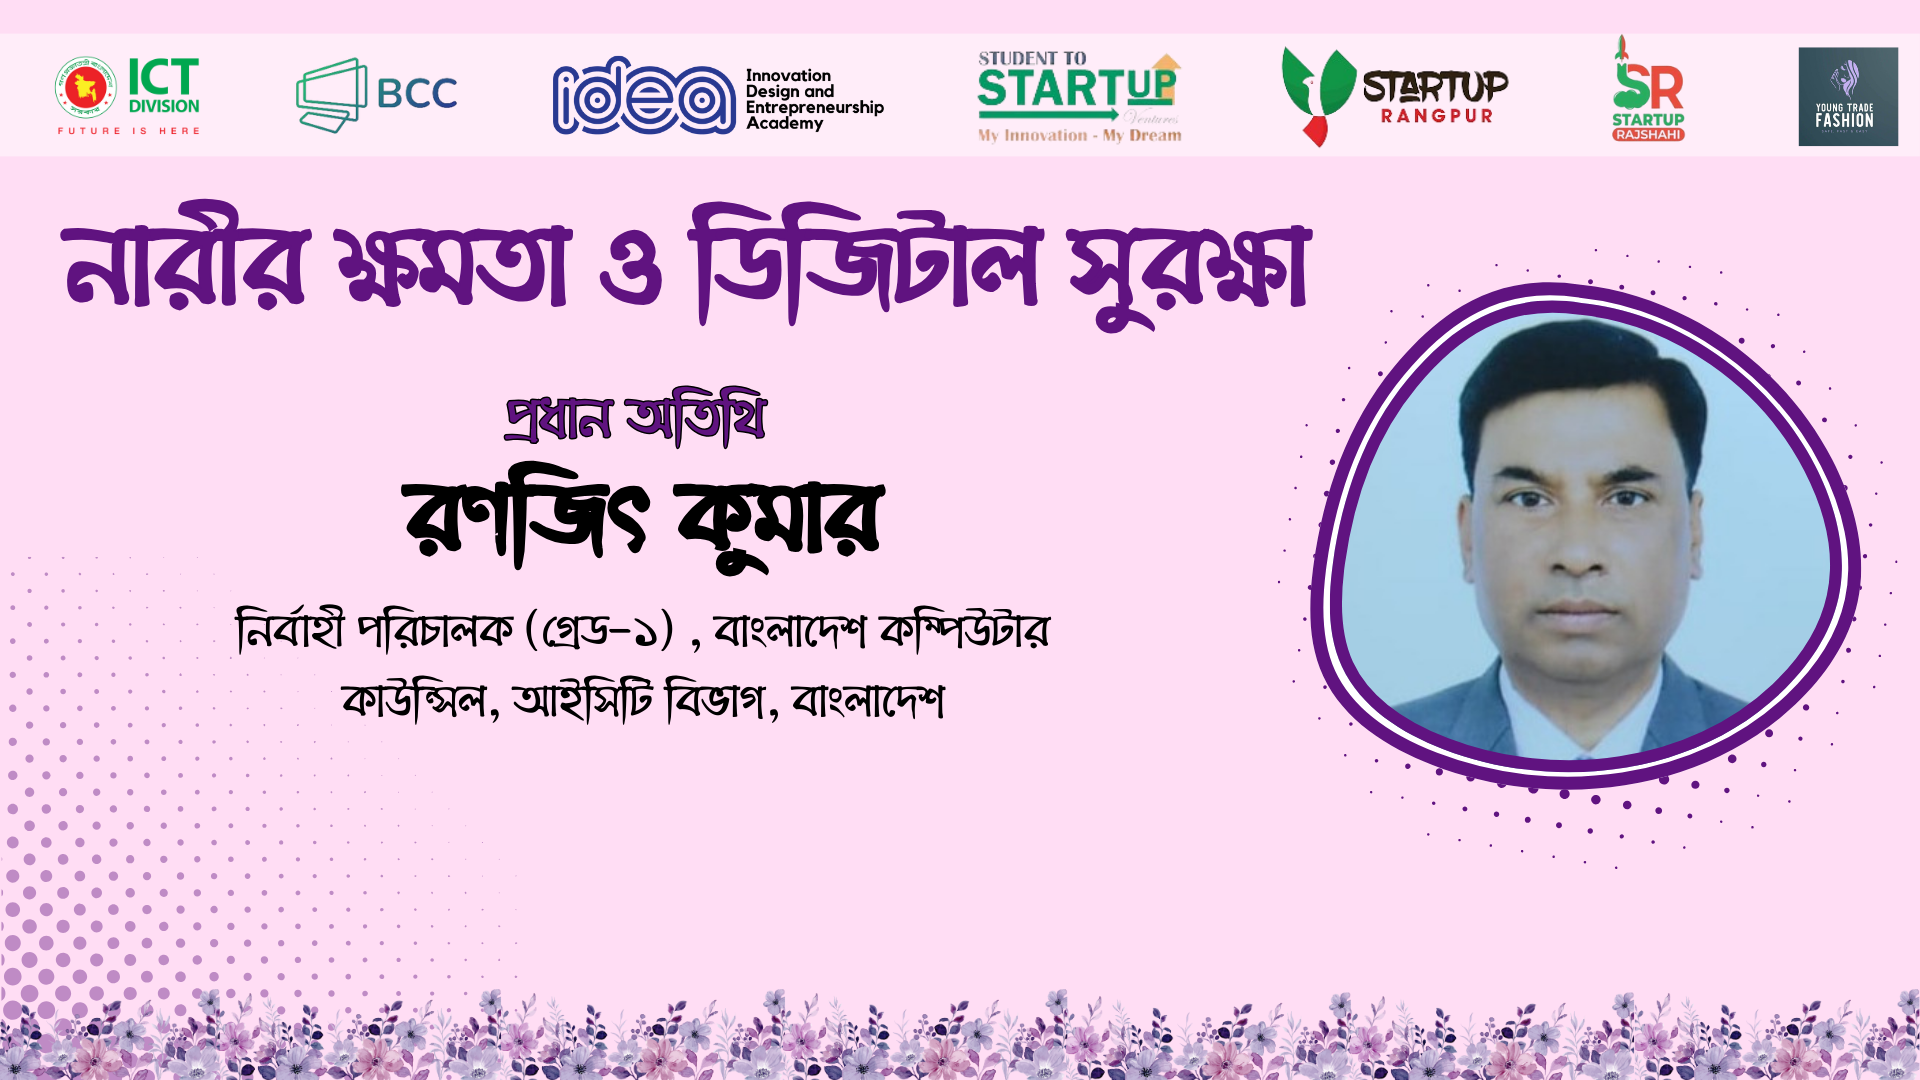 ICT
DIVISION
FUTURE IS HERE
BCC
idea
Innovation
Design and
Entrepreneurship
Academy
STUDENT TO
STARTUP
Ventures
My Innovation - My Dream
STARTUP
RANGPUR
SR
STARTUP
RAJSHAHI
YOUNG TRADE
FASHION
নারীর ক্ষমতা ও ডিজিটাল সুরক্ষা
প্রধান অতিথি
রণজিৎ কুমার
নির্বাহী পরিচালক (গ্রেড-১) , বাংলাদেশ কম্পিউটার
কাউন্সিল, আইসিটি বিভাগ, বাংলাদেশ